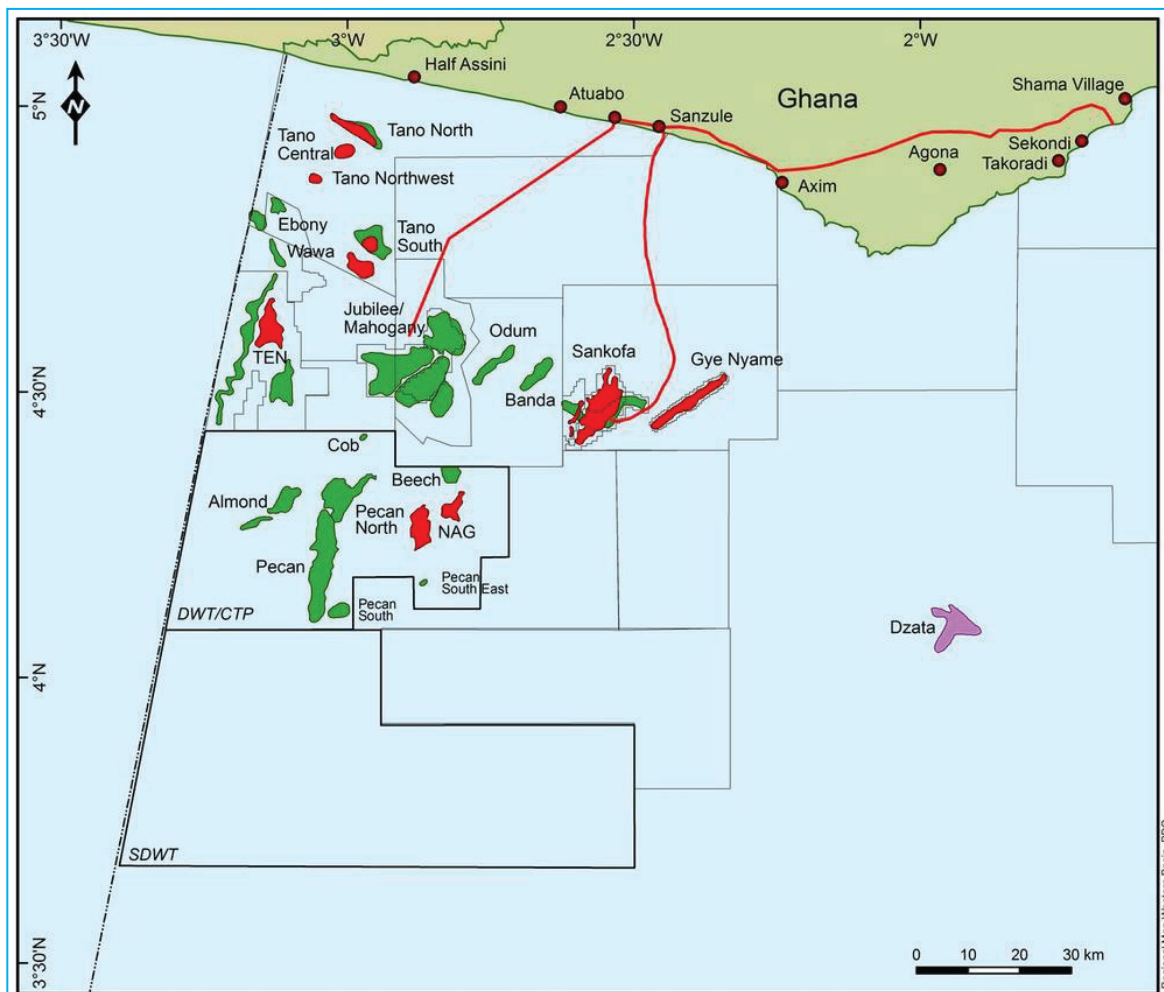 3°30'W
3°W
2°30'W
2°W
5°N
4°30'N
4°N
3°30'N
N
Half Assini
Atuabo
Sanzule
Ghana
Shama Village
Sekondi
Takoradi
Agona
Axim
Tano North
Tano
Central
Tano Northwest
Ebony
Wawa
Tano
South
TEN
Jubilee/
Mahogany
Odum
Banda
Sankofa
Gye Nyame
Cob
Beech
Almond
Pecan
North
NAG
Pecan
Pecan
South East
Pecan
South
DWT/CTP
Dzata
SDWT
0 10 20 30 km